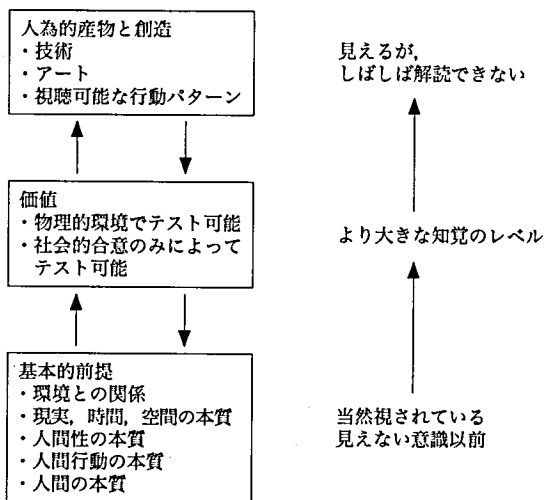 人為的産物と創造
・技術
・アート
・視聴可能な行動パターン
見えるが,
しばしば解読できない
価値
・物理的環境でテスト可能
・社会的合意のみによって
テスト可能
より大きな知覚のレベル
基本的前提
・環境との関係
・現実, 時間, 空間の本質
・人間性の本質
・人間行動の本質
・人間の本質
当然視されている
見えない意識以前